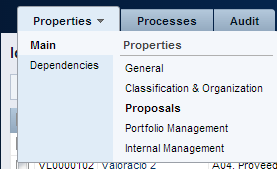 Properties Processes Audit
Main
Dependencies
Properties
General
Classification & Organization
Proposals
Portfolio Management
Internal Management
VL0000102 Valoració 2 A04. Proveed